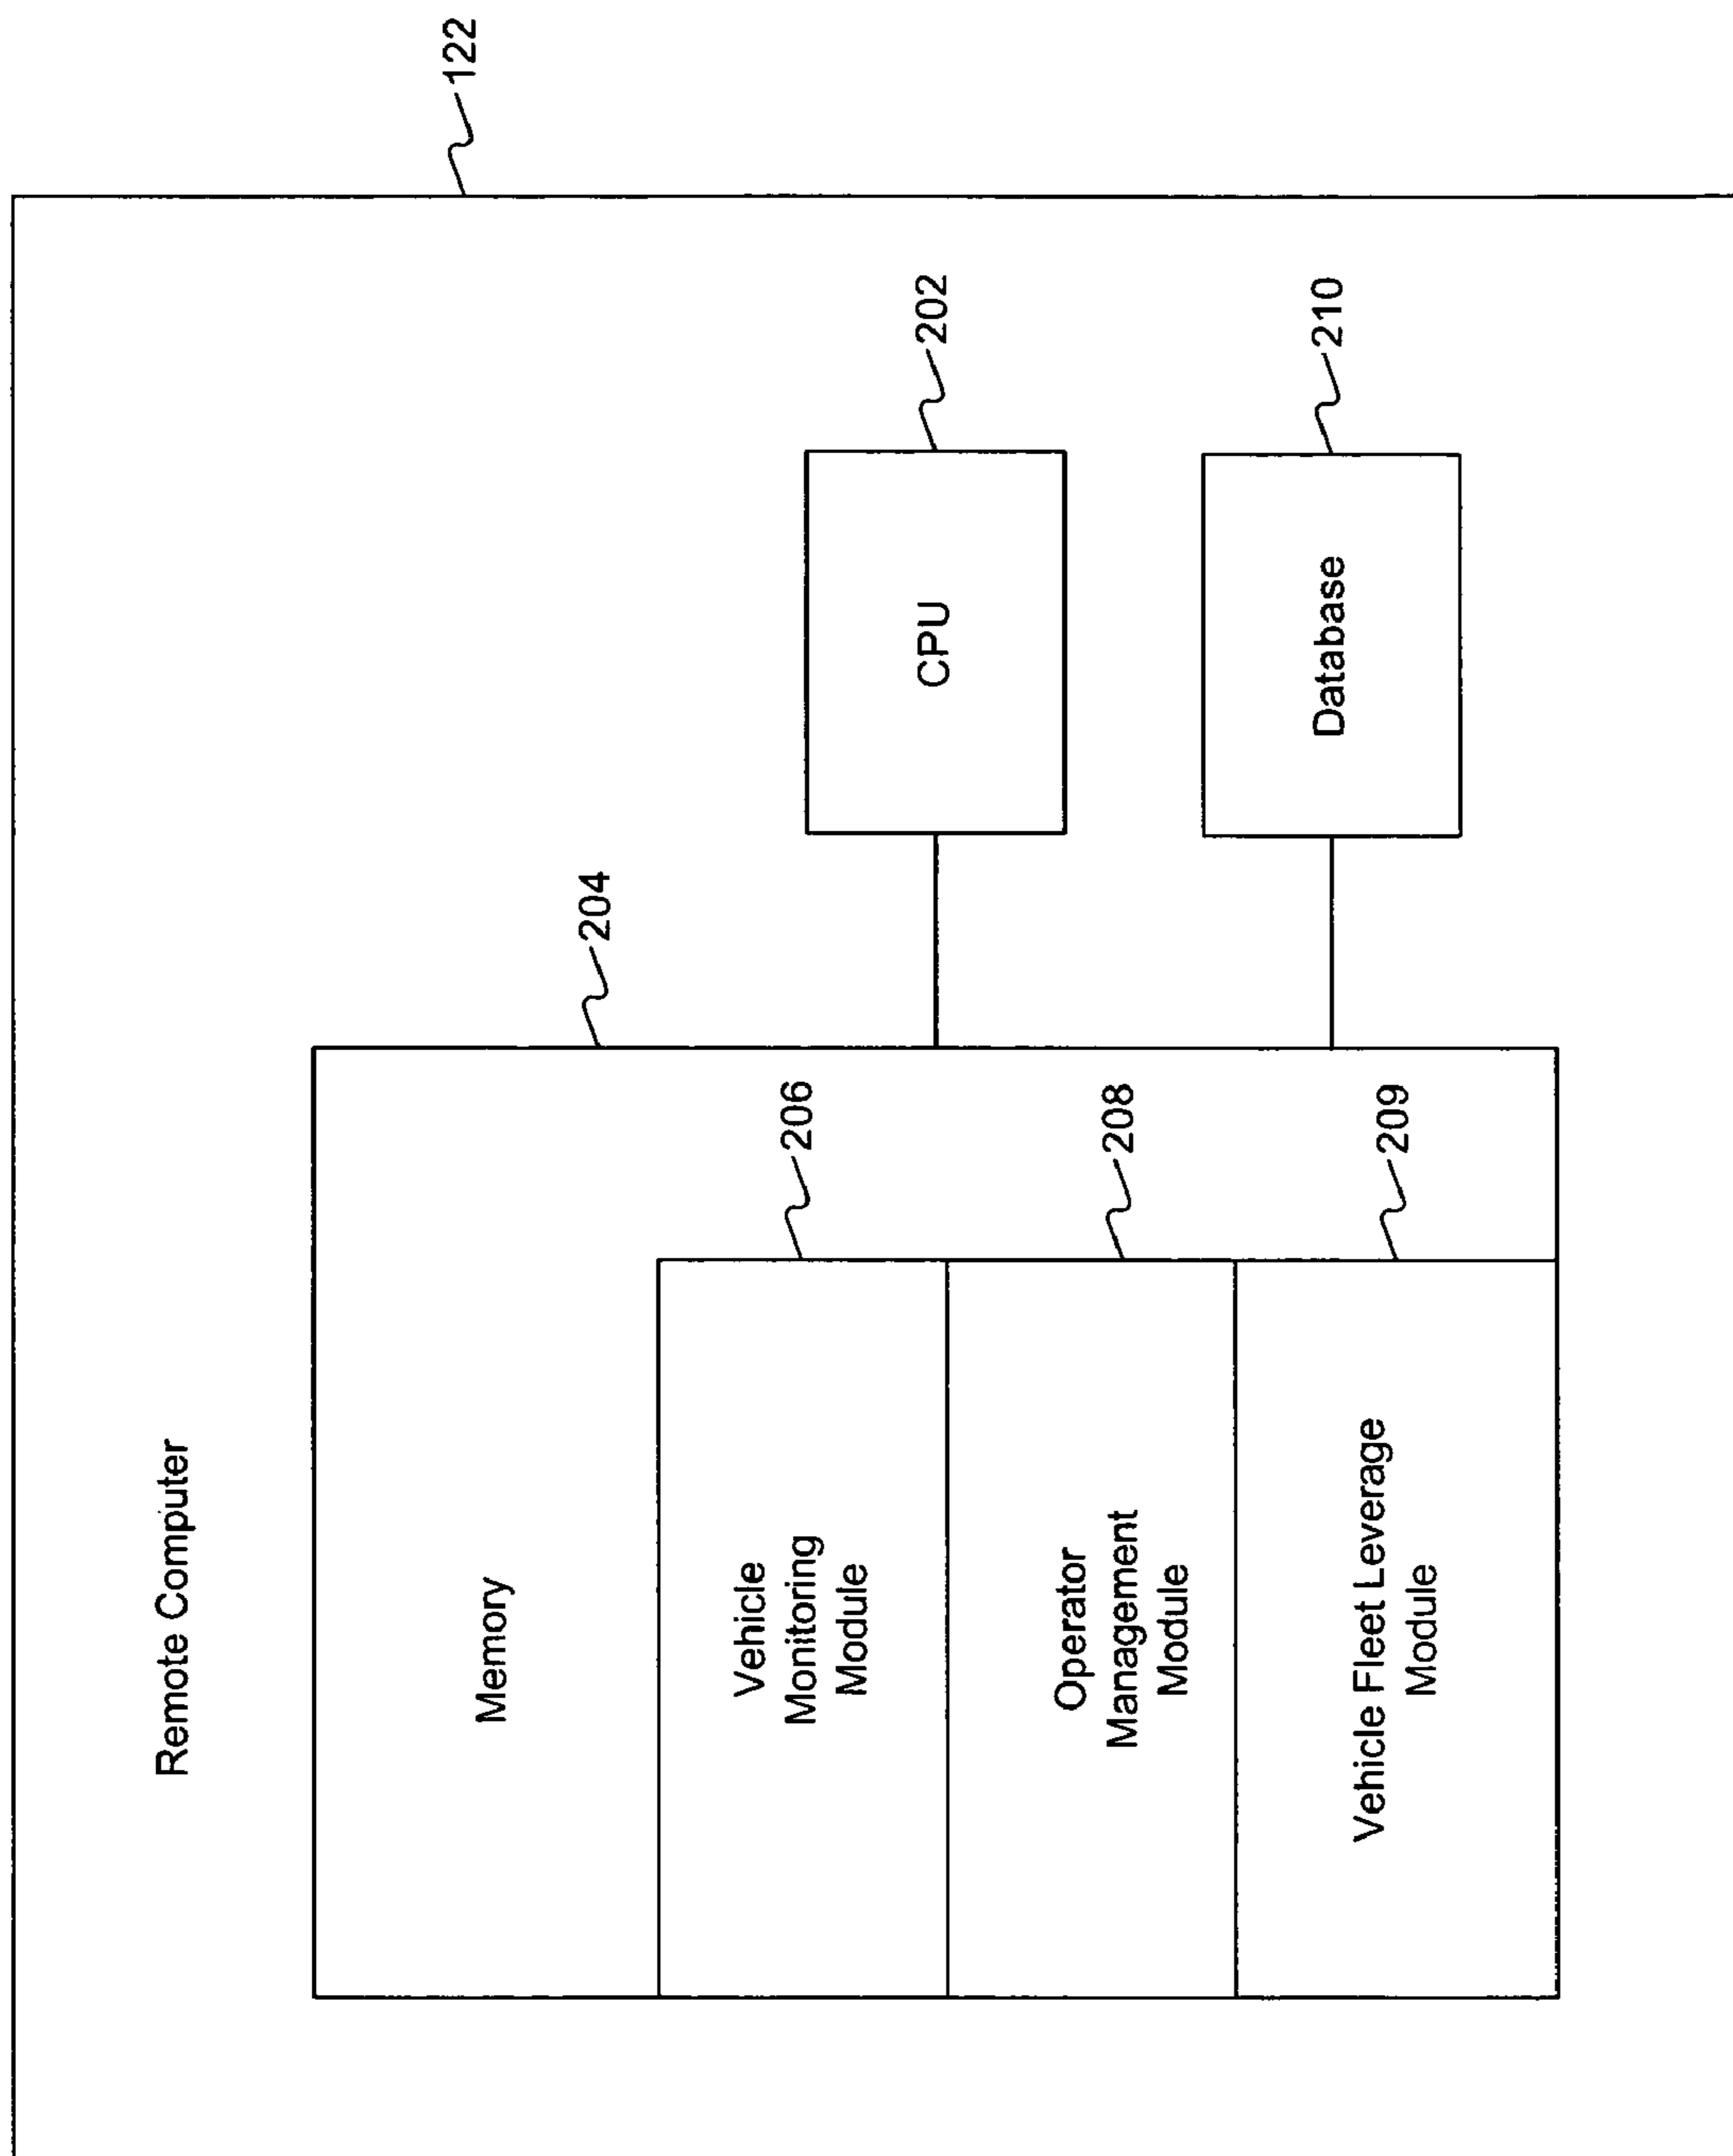 Remote Computer
122
204
Memory
Vehicle
Monitoring
Module
206
Operator
Management
Module
208
Vehicle Fleet Leverage
Module
209
CPU
202
Database
210